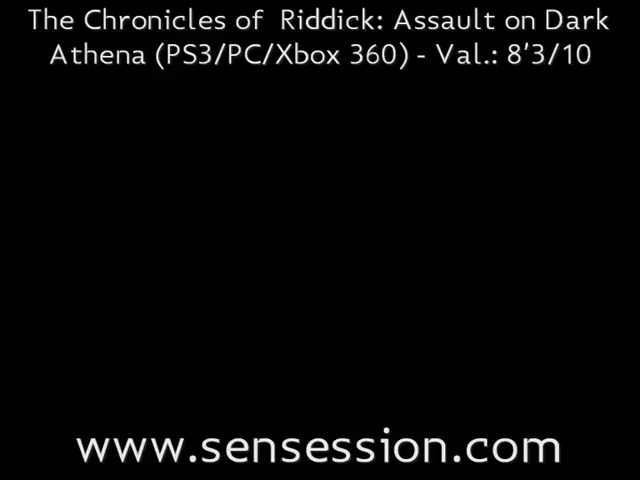 The Chronicles of  Riddick: Assault on Dark
Athena (PS3/PC/Xbox 360) - Val.: 8'3/10
www.sensession.com